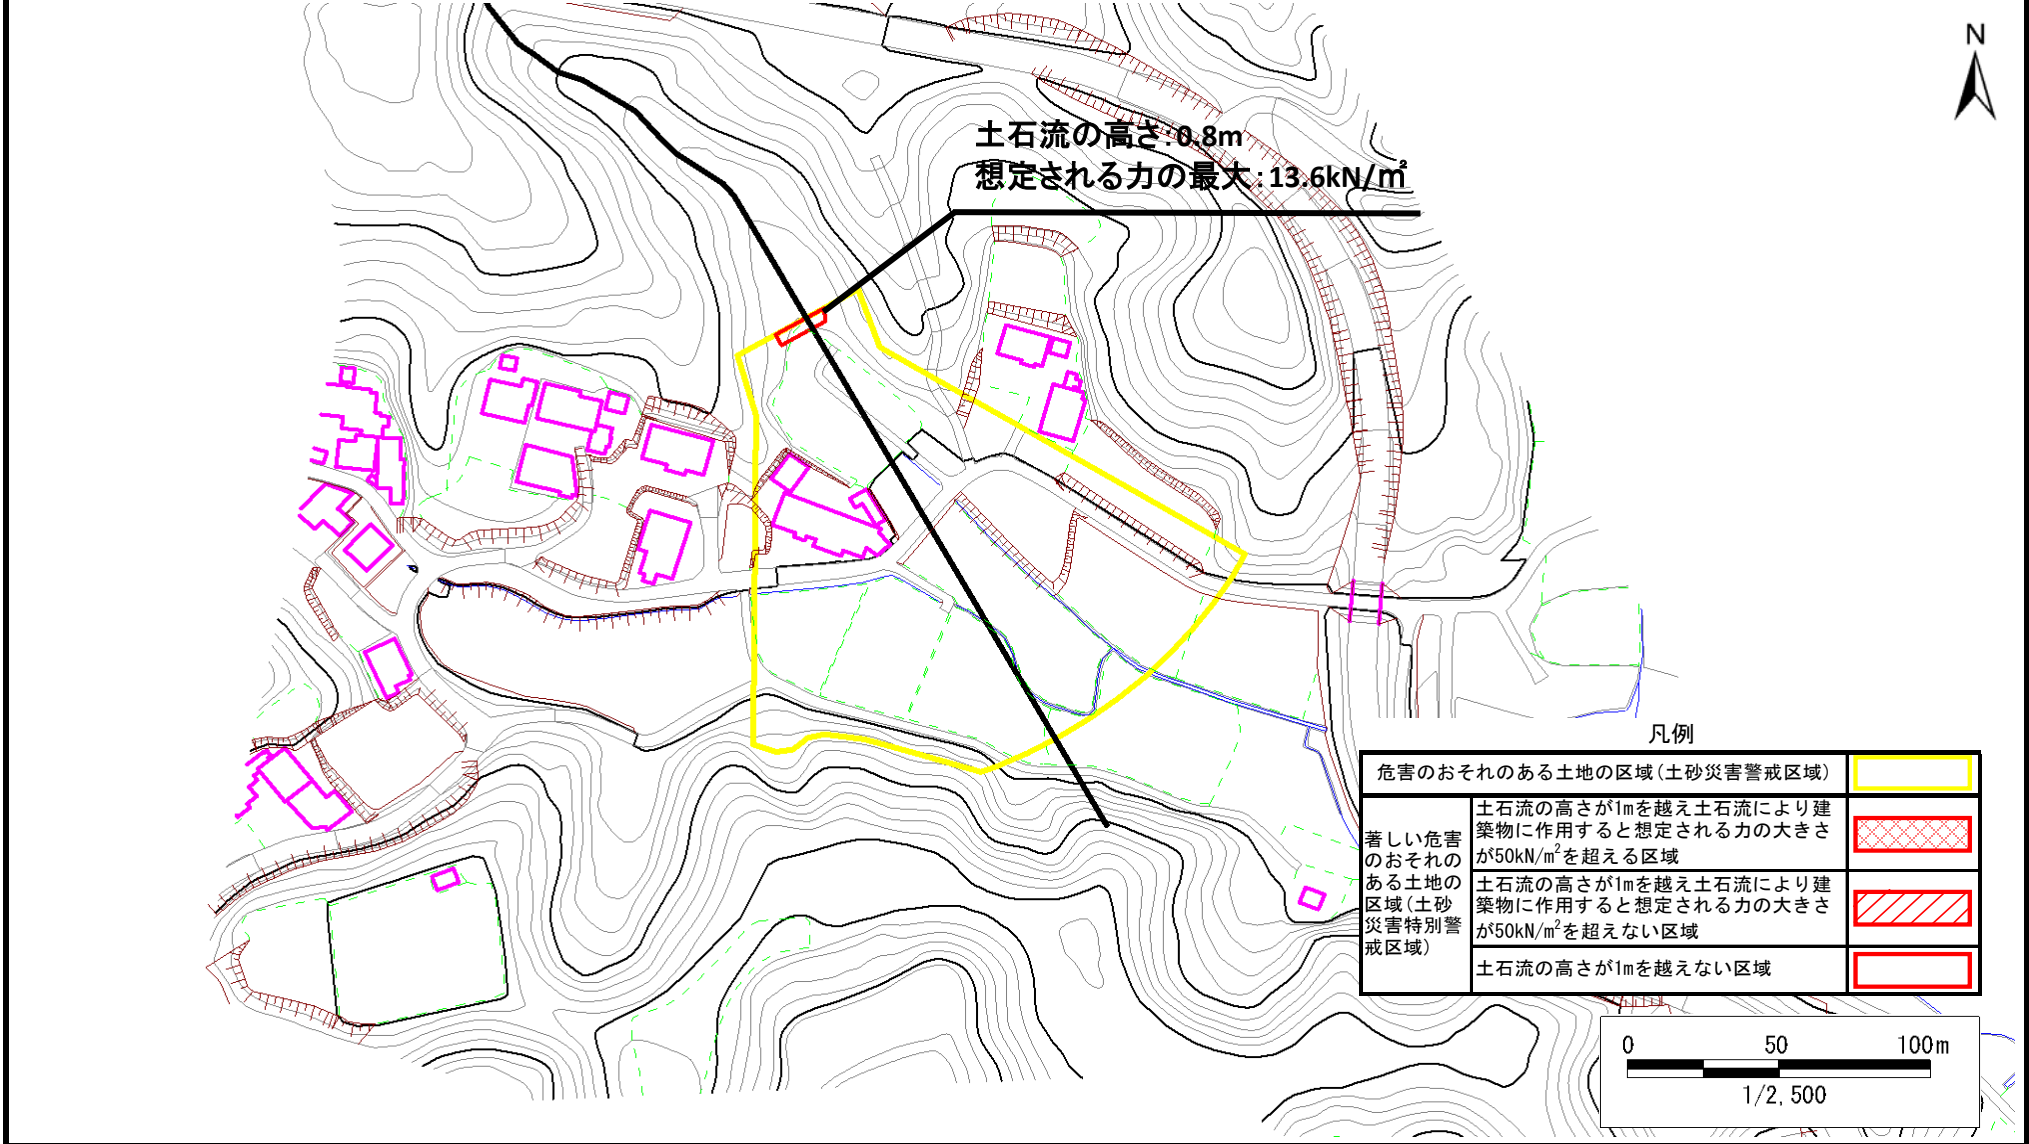 N
土石流の高さ:0.8m
想定される力の最大:13.6kN/㎡
凡例
危害のおそれのある土地の区域(土砂災害警戒区域)
著しい危害
のおそれの
ある土地の
区域(土砂
災害特別警
戒区域)
土石流の高さが1mを越え土石流により建
築物に作用すると想定される力の大きさ
が50kN/m²を超える区域
土石流の高さが1mを越え土石流により建
築物に作用すると想定される力の大きさ
が50kN/m²を超えない区域
土石流の高さが1mを越えない区域
0 50 100m
1/2,500